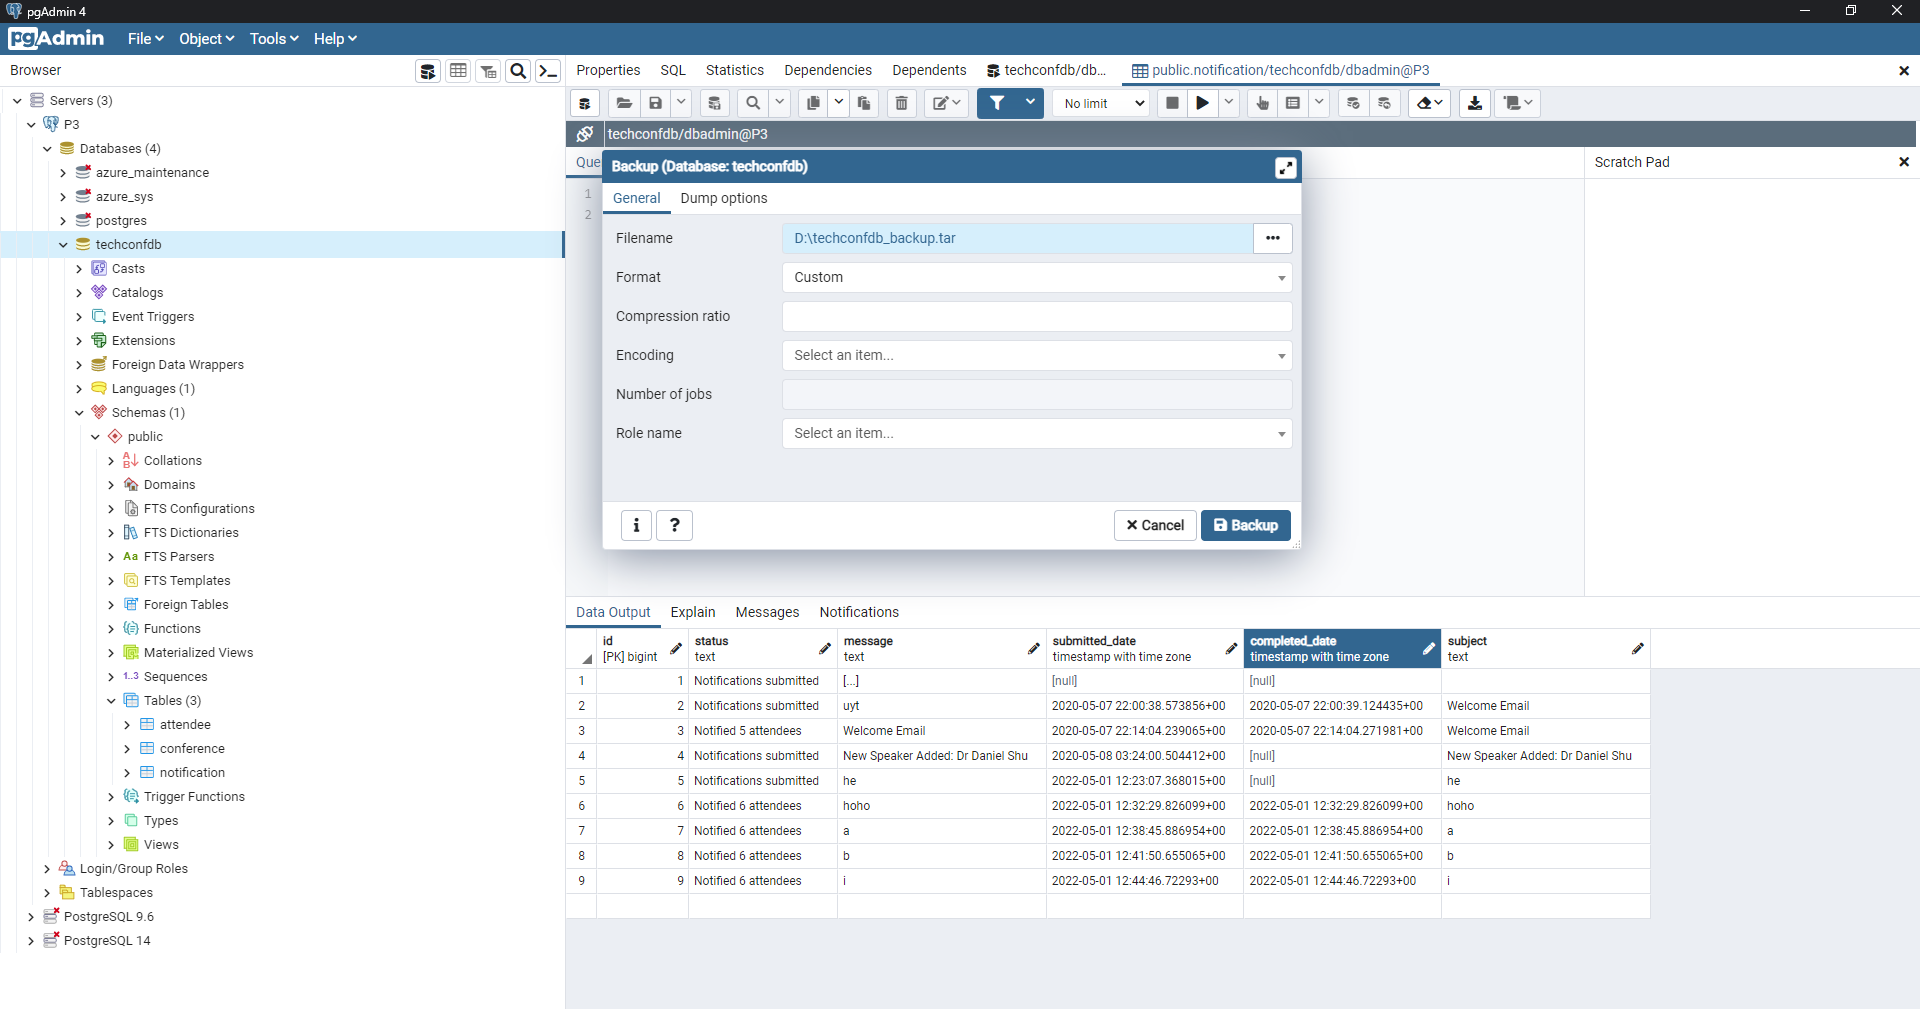 pgAdmin 4
pgAdmin File Object Tools Help
Browser
Servers (3)
P3
Databases (4)
azure_maintenance
azure_sys
postgres
techconfdb
Casts
Catalogs
Event Triggers
Extensions
Foreign Data Wrappers
Languages (1)
Schemas (1)
public
Collations
Domains
FTS Configurations
FTS Dictionaries
Aa FTS Parsers
FTS Templates
Foreign Tables
Functions
Materialized Views
1..3 Sequences
Tables (3)
attendee
conference
notification
Trigger Functions
Types
Views
Login/Group Roles
Tablespaces
PostgreSQL 9.6
PostgreSQL 14
Properties SQL Statistics Dependencies Dependents techconfdb/db... public.notification/techconfdb/dbadmin@P3
No limit
techconfdb/dbadmin@P3
Que
Scratch Pad
1
2
Backup (Database: techconfdb)
General Dump options
Filename D:\techconfdb_backup.tar
Format Custom
Compression ratio
Encoding Select an item...
Number of jobs
Role name Select an item...
i ? Cancel Backup
Data Output Explain Messages Notifications
id status message submitted_date completed_date subject
[PK] bigint text text timestamp with time zone timestamp with time zone text
1 1 Notifications submitted [...] [null] [null]
2 2 Notifications submitted uyt 2020-05-07 22:00:38.573856+00 2020-05-07 22:00:39.124435+00 Welcome Email
3 3 Notified 5 attendees Welcome Email 2020-05-07 22:14:04.239065+00 2020-05-07 22:14:04.271981+00 Welcome Email
4 4 Notifications submitted New Speaker Added: Dr Daniel Shu 2020-05-08 03:24:00.504412+00 [null] New Speaker Added: Dr Daniel Shu
5 5 Notifications submitted he 2022-05-01 12:23:07.368015+00 [null] he
6 6 Notified 6 attendees hoho 2022-05-01 12:32:29.826099+00 2022-05-01 12:32:29.826099+00 hoho
7 7 Notified 6 attendees a 2022-05-01 12:38:45.886954+00 2022-05-01 12:38:45.886954+00 a
8 8 Notified 6 attendees b 2022-05-01 12:41:50.655065+00 2022-05-01 12:41:50.655065+00 b
9 9 Notified 6 attendees i 2022-05-01 12:44:46.72293+00 2022-05-01 12:44:46.72293+00 i